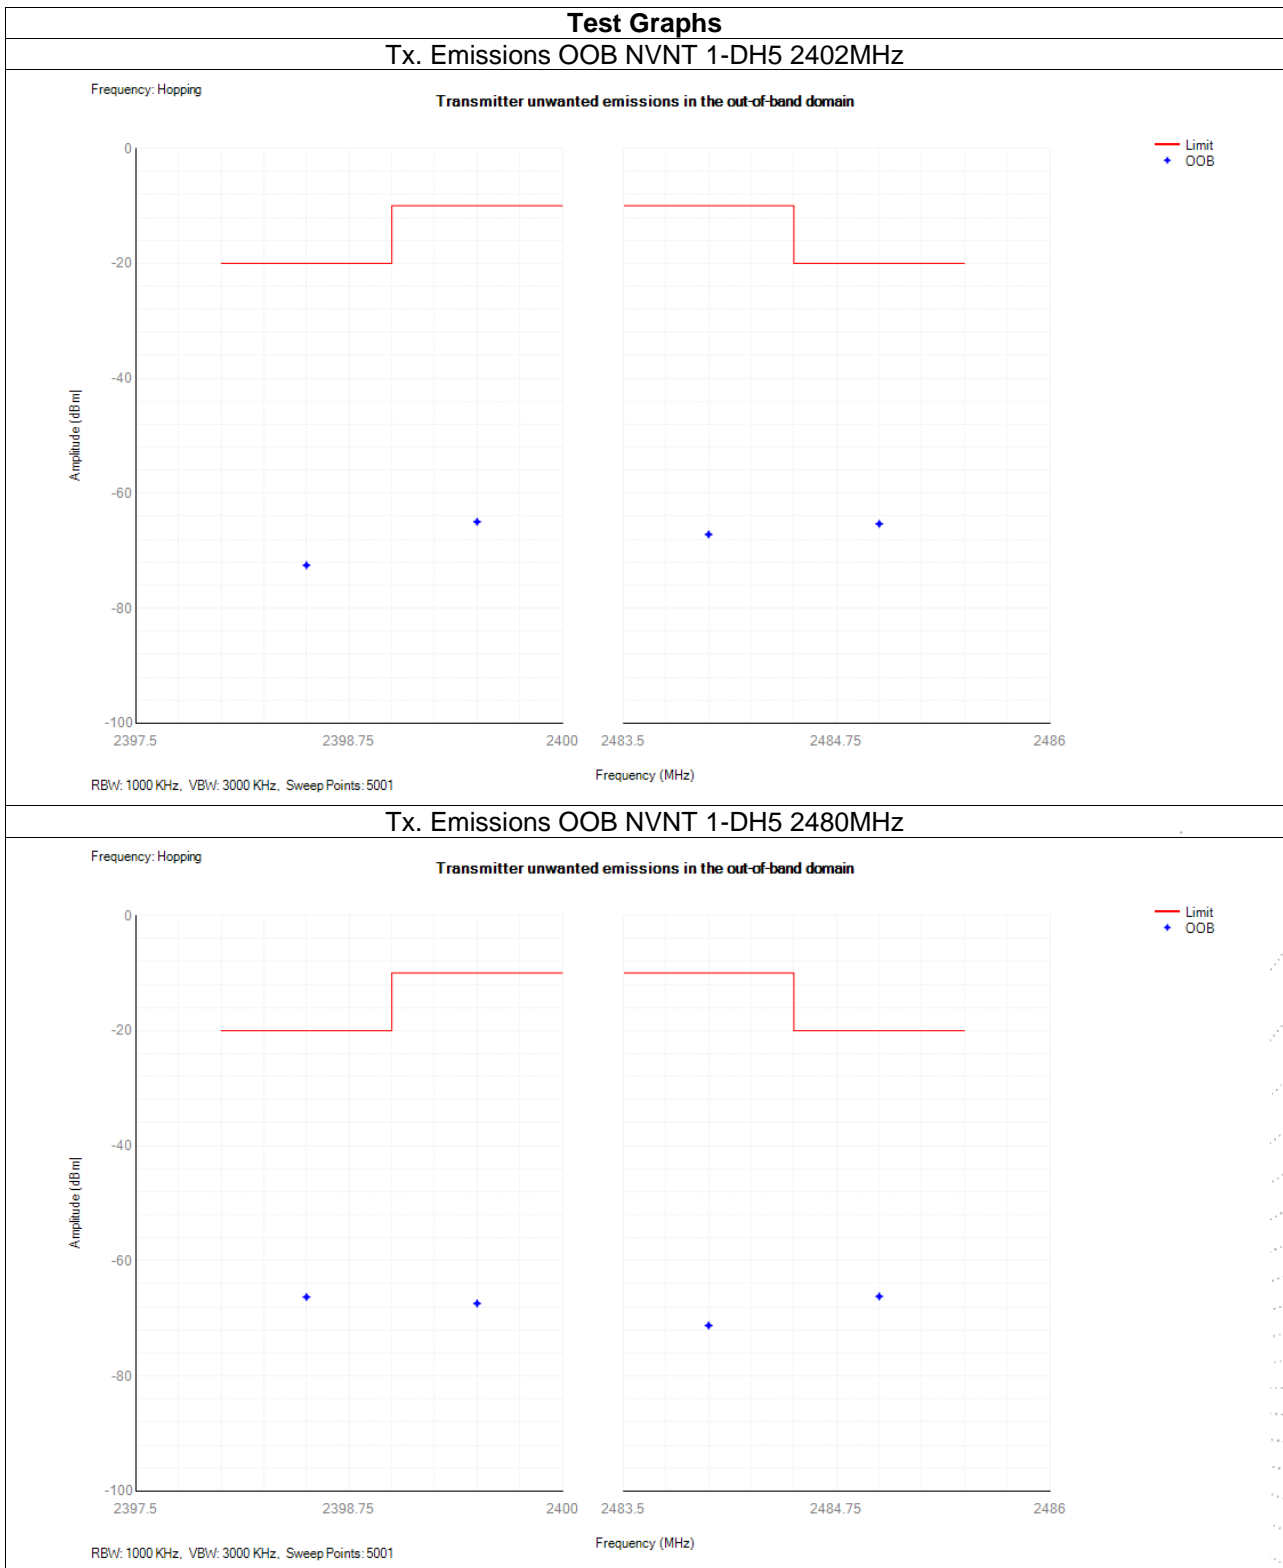 Test Graphs
Tx. Emissions OOB NVNT 1-DH5 2402MHz
Frequency: Hopping
Transmitter unwanted emissions in the out-of-band domain
Limit
OOB
0
-20
-40
-60
-80
-100
Amplitude [dBm]
2397.5 2398.75 2400 2483.5 2484.75 2486
Frequency (MHz)
RBW: 1000 KHz, VBW: 3000 KHz, Sweep Points: 5001
Tx. Emissions OOB NVNT 1-DH5 2480MHz
Frequency: Hopping
Transmitter unwanted emissions in the out-of-band domain
Limit
OOB
0
-20
-40
-60
-80
-100
Amplitude [dBm]
2397.5 2398.75 2400 2483.5 2484.75 2486
Frequency (MHz)
RBW: 1000 KHz, VBW: 3000 KHz, Sweep Points: 5001